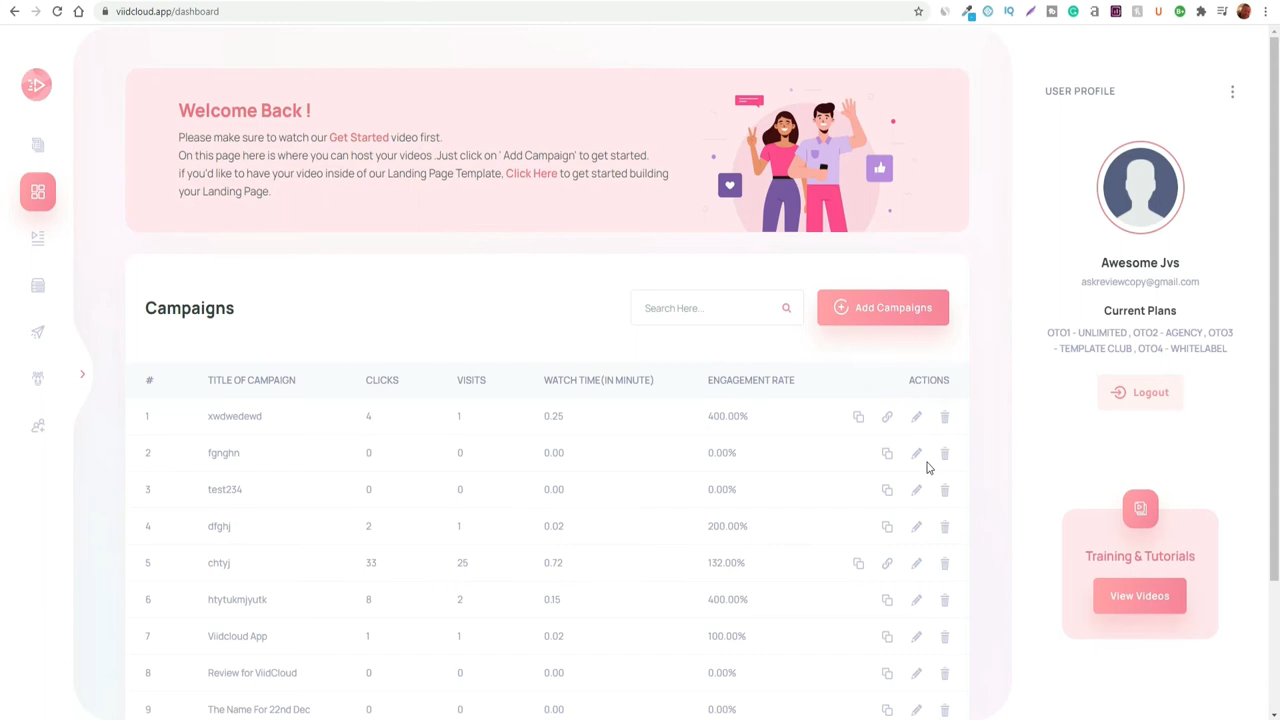 viidcloud.app/dashboard
Welcome Back !
Please make sure to watch our Get Started video first.
On this page here is where you can host your videos .Just click on ' Add Campaign' to get started.
if you'd like to have your video inside of our Landing Page Template, Click Here to get started building
your Landing Page.
USER PROFILE
Awesome Jvs
askreviewcopy@gmail.com
Current Plans
OTO1 - UNLIMITED , OTO2 - AGENCY , OTO3
- TEMPLATE CLUB , OTO4 - WHITELABEL
Logout
Training & Tutorials
View Videos
Campaigns
Search Here...
Add Campaigns
# TITLE OF CAMPAIGN CLICKS VISITS WATCH TIME(IN MINUTE) ENGAGEMENT RATE ACTIONS
1 xwdwedewd 4 1 0.25 400.00%
2 fgnghn 0 0 0.00 0.00%
3 test234 0 0 0.00 0.00%
4 dfghj 2 1 0.02 200.00%
5 chtyj 33 25 0.72 132.00%
6 htytukmjyutk 8 2 0.15 400.00%
7 Viidcloud App 1 1 0.02 100.00%
8 Review for ViidCloud 0 0 0.00 0.00%
9 The Name For 22nd Dec 0 0 0.00 0.00%